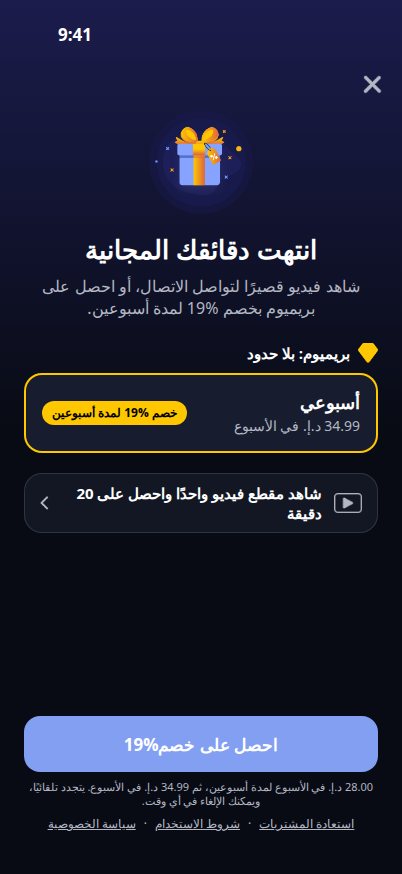 9:41
انتهت دقائقك المجانية
شاهد فيديو قصيرًا لتواصل الاتصال، أو احصل على
بريميوم بخصم 19% لمدة أسبوعين.
بريميوم: بلا حدود
أسبوعي
34.99 د.إ. في الأسبوع
خصم 19% لمدة أسبوعين
شاهد مقطع فيديو واحدًا واحصل على 20
دقيقة
احصل على خصم19%
28.00 د.إ. في الأسبوع لمدة أسبوعين، ثم 34.99 د.إ. في الأسبوع. يتجدد تلقائيًا،
ويمكنك الإلغاء في أي وقت.
استعادة المشتريات · شروط الاستخدام · سياسة الخصوصية